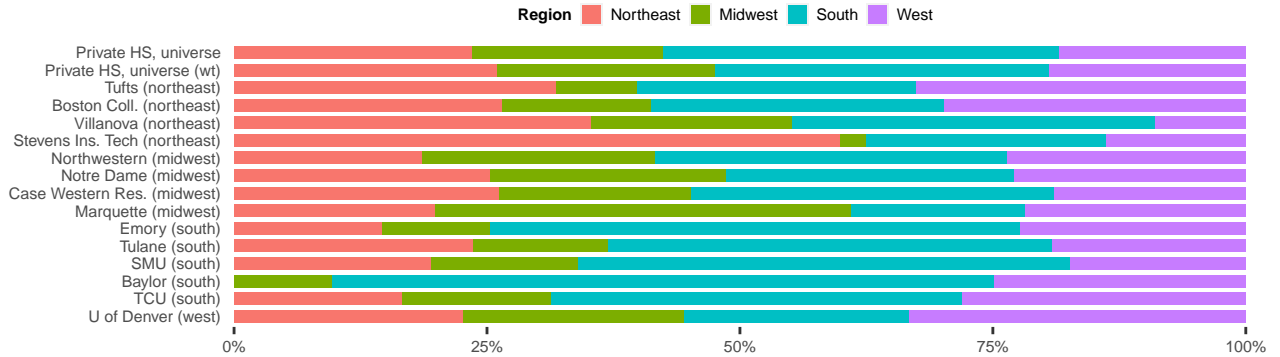 Region Northeast Midwest South West
Private HS, universe
Private HS, universe (wt)
Tufts (northeast)
Boston Coll. (northeast)
Villanova (northeast)
Stevens Ins. Tech (northeast)
Northwestern (midwest)
Notre Dame (midwest)
Case Western Res. (midwest)
Marquette (midwest)
Emory (south)
Tulane (south)
SMU (south)
Baylor (south)
TCU (south)
U of Denver (west)
0% 25% 50% 75% 100%